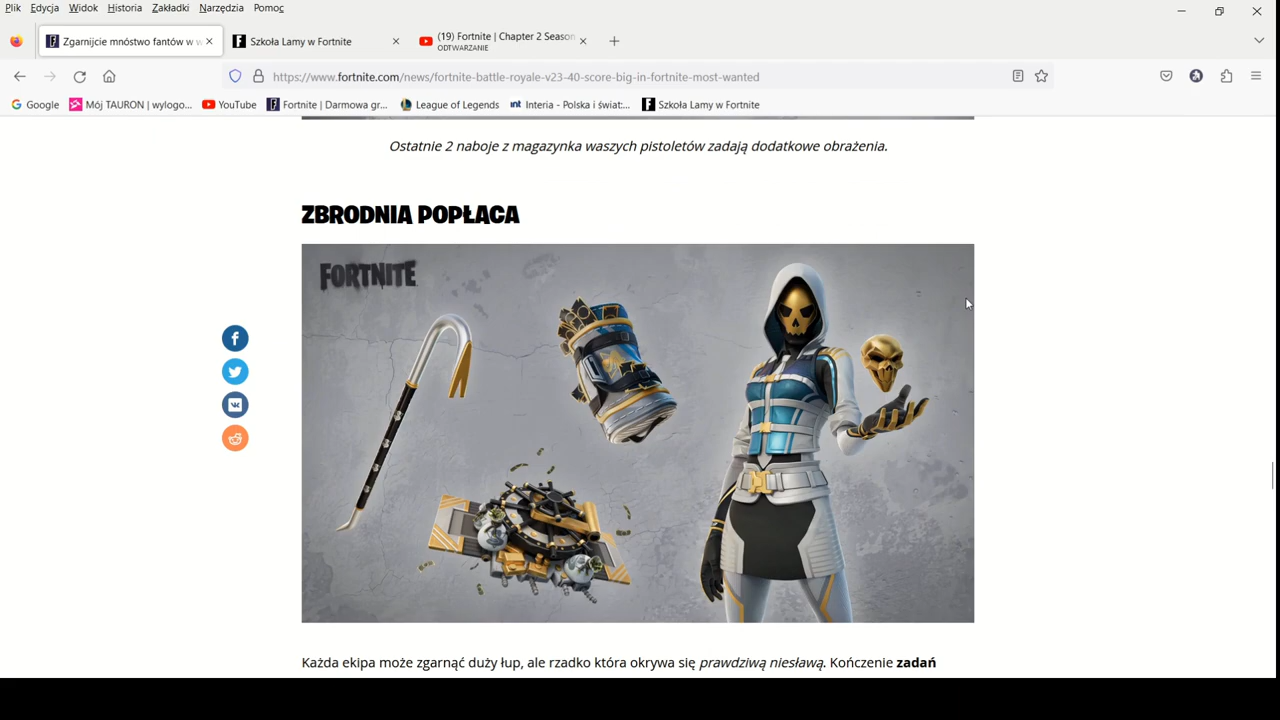 Plik Edycja Widok Historia Zakładki Narzędzia Pomoc
Zgarnijcie mnóstwo fantów w w
Szkoła Lamy w Fortnite
(19) Fortnite | Chapter 2 Season
ODTWARZANIE
https://www.fortnite.com/news/fortnite-battle-royale-v23-40-score-big-in-fortnite-most-wanted
Google Mój TAURON | wylogo... YouTube Fortnite | Darmowa gr... League of Legends Interia - Polska i świat:... Szkoła Lamy w Fortnite
Ostatnie 2 naboje z magazynka waszych pistoletów zadają dodatkowe obrażenia.
ZBRODNIA POPŁACA
FORTNITE
Każda ekipa może zgarnąć duży łup, ale rzadko która okrywa się prawdziwą niesławą. Kończenie zadań